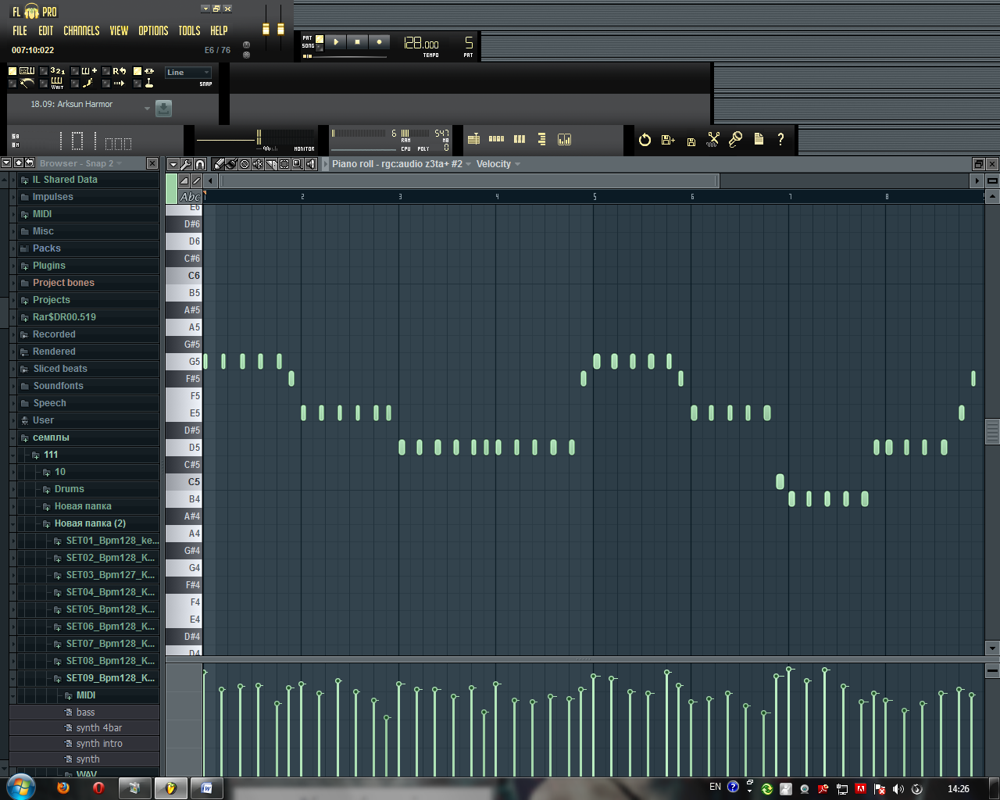 FL PRO
FILE EDIT CHANNELS VIEW OPTIONS TOOLS HELP
007:10:022 E6 / 76
PAT
SONG
128.000 5
TEMPO PAT
321 R
WAIT
Line
SNAP
18.09: Arksun Harmor
MONITOR
6 RAM 547 MB
CPU POLY 0
?
Browser - Snap 2
Piano roll - rgc:audio z3ta+ #2 Velocity
Abc 1 2 3 4 5 6 7 8
IL Shared Data
Impulses
MIDI
Misc
Packs
Plugins
Project bones
Projects
Rar$DR00.519
Recorded
Rendered
Sliced beats
Soundfonts
Speech
User
семплы
111
10
Drums
Новая папка
Новая папка (2)
SET01_Bpm128_ke...
SET02_Bpm128_K...
SET03_Bpm127_K...
SET04_Bpm128_K...
SET05_Bpm128_K...
SET06_Bpm128_K...
SET07_Bpm128_K...
SET08_Bpm128_K...
SET09_Bpm128_K...
MIDI
bass
synth 4bar
synth intro
synth
WAV
E6
D#6
D6
C#6
C6
B5
A#5
A5
G#5
G5
F#5
F5
E5
D#5
D5
C#5
C5
B4
A#4
A4
G#4
G4
F#4
F4
E4
D#4
D4
EN 14:26